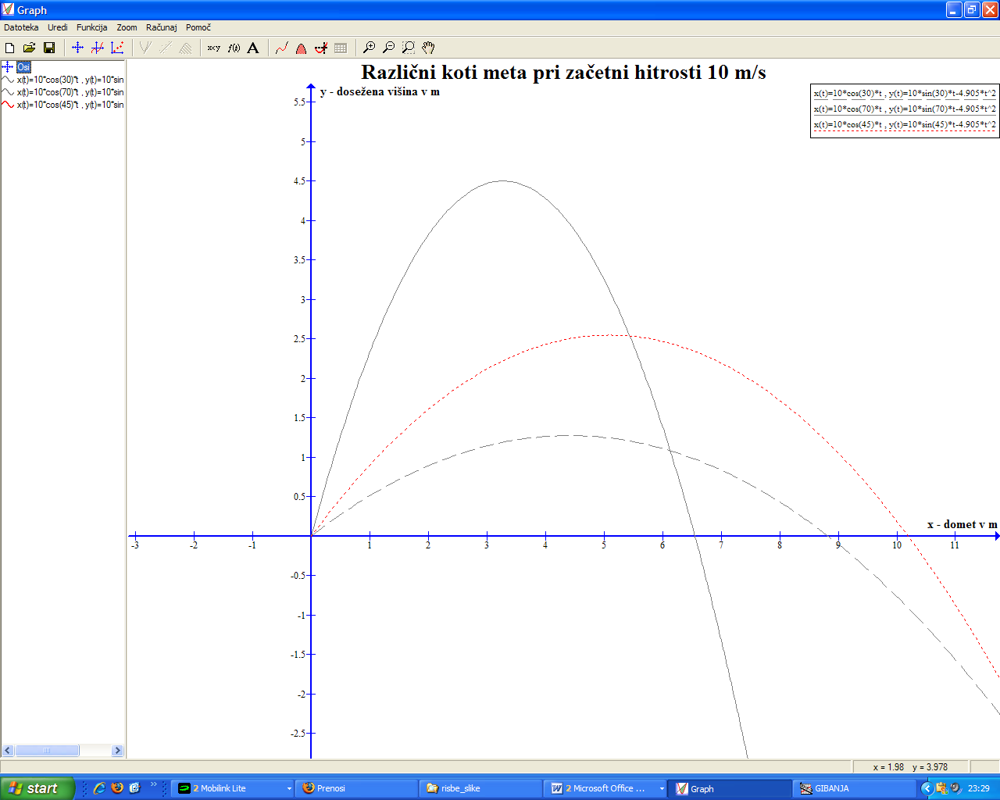 Graph
Datoteka Uredi Funkcija Zoom Računaj Pomoč
x<y f(t) A
Osi
x(t)=10*cos(30)*t , y(t)=10*sin
x(t)=10*cos(70)*t , y(t)=10*sin
x(t)=10*cos(45)*t , y(t)=10*sin
Različni koti meta pri začetni hitrosti 10 m/s
y - dosežena višina v m
x(t)=10*cos(30)*t , y(t)=10*sin(30)*t-4.905*t^2
x(t)=10*cos(70)*t , y(t)=10*sin(70)*t-4.905*t^2
x(t)=10*cos(45)*t , y(t)=10*sin(45)*t-4.905*t^2
5.5
5
4.5
4
3.5
3
2.5
2
1.5
1
0.5
x - domet v m
-3 -2 -1 1 2 3 4 5 6 7 8 9 10 11
-0.5
-1
-1.5
-2
-2.5
x = 1.98 y = 3.978
start
2 Mobilink Lite
Prenosi
risbe_slike
2 Microsoft Office ...
Graph
GIBANJA
23:29